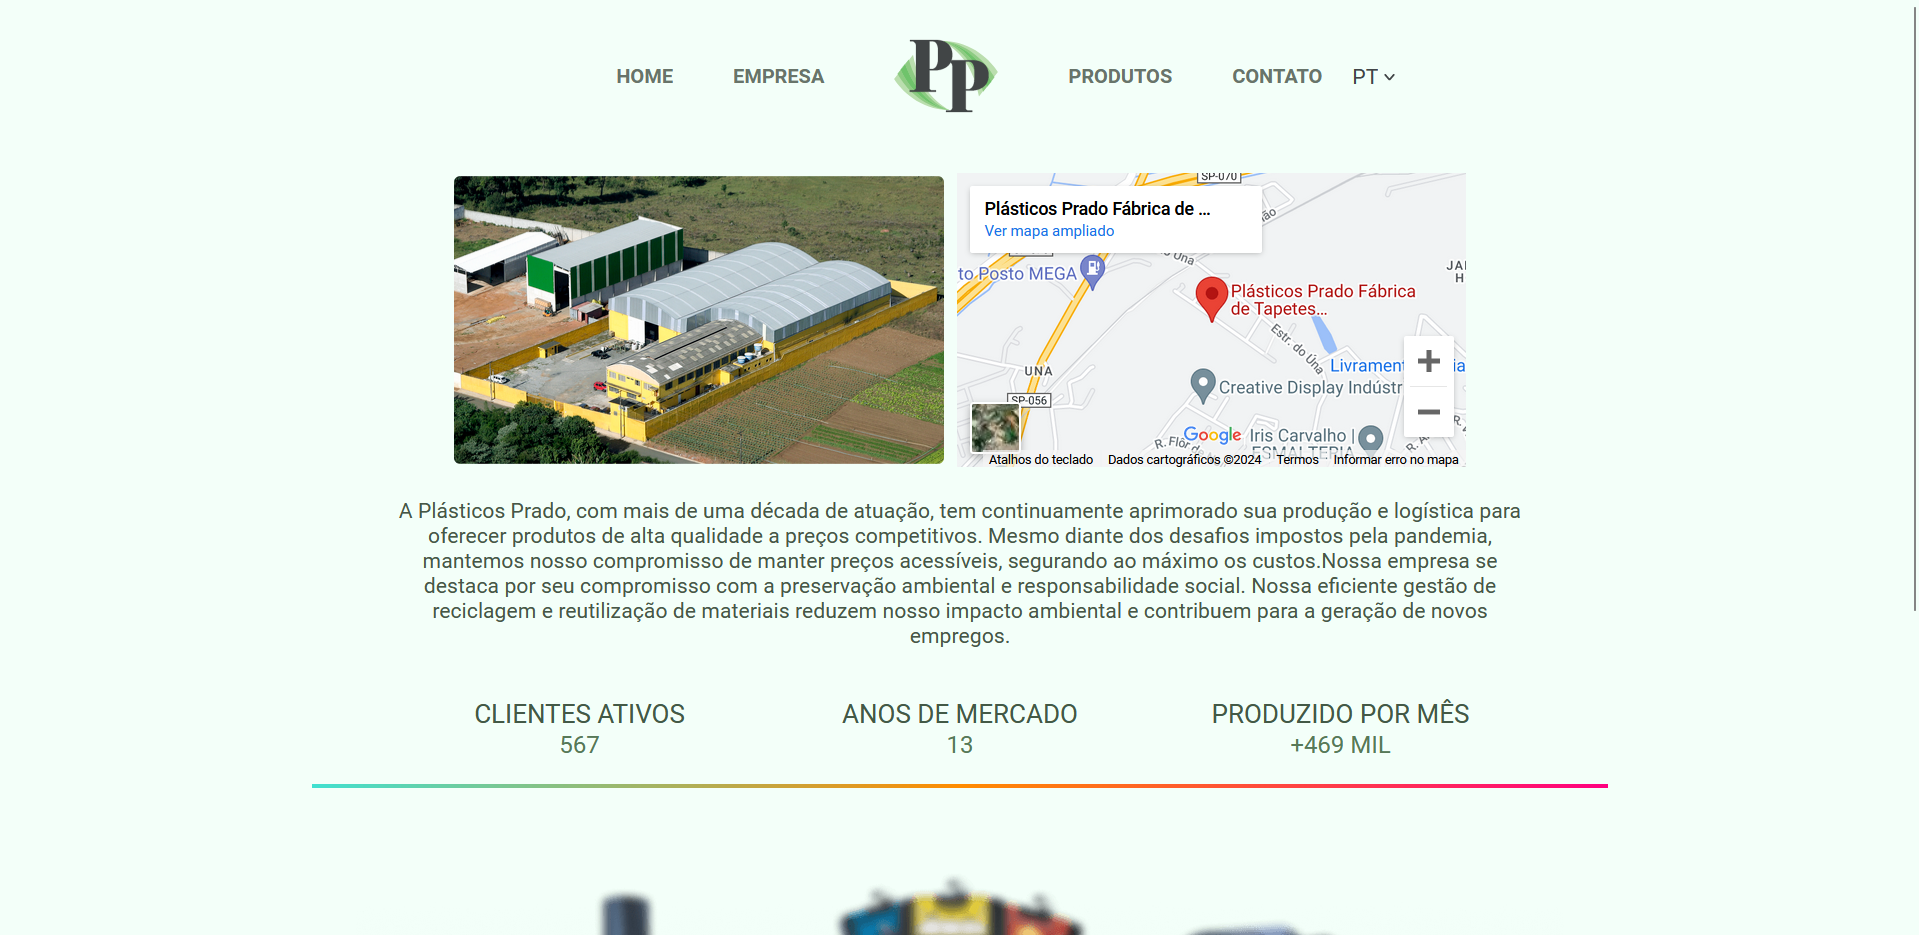 HOME
EMPRESA
PP
PRODUTOS
CONTATO
PT
SP-070
Plásticos Prado Fábrica de ...
Ver mapa ampliado
ão
Una
to Posto MEGA
JAI
H
Plásticos Prado Fábrica
de Tapetes...
Estr. do Úna
Livrament
ia
UNA
Creative Display Indústr
SP-056
Google
Iris Carvalho |
ESMALTERIA
R. Flôr d
Atalhos do teclado
Dados cartográficos ©2024
Termos
Informar erro no mapa
A Plásticos Prado, com mais de uma década de atuação, tem continuamente aprimorado sua produção e logística para
oferecer produtos de alta qualidade a preços competitivos. Mesmo diante dos desafios impostos pela pandemia,
mantemos nosso compromisso de manter preços acessíveis, segurando ao máximo os custos.Nossa empresa se
destaca por seu compromisso com a preservação ambiental e responsabilidade social. Nossa eficiente gestão de
reciclagem e reutilização de materiais reduzem nosso impacto ambiental e contribuem para a geração de novos
empregos.
CLIENTES ATIVOS
567
ANOS DE MERCADO
13
PRODUZIDO POR MÊS
+469 MIL